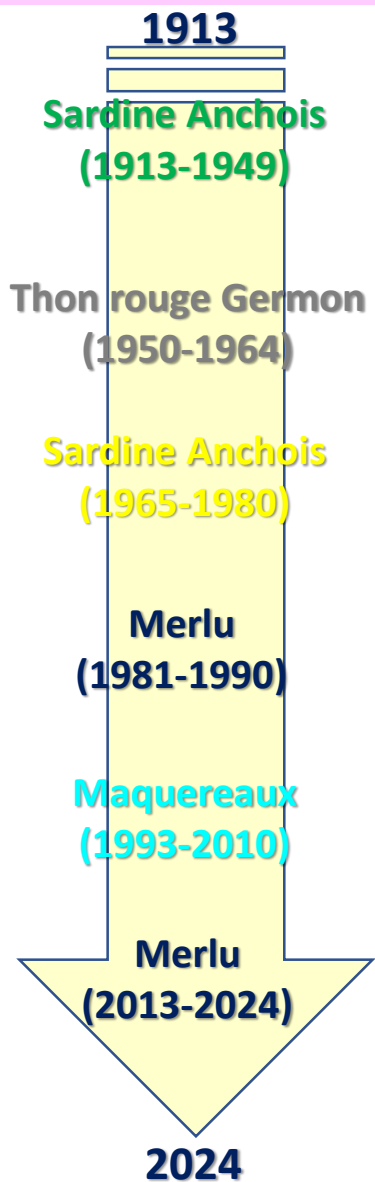 1913
Sardine Anchois
(1913-1949)
Thon rouge Germon
(1950-1964)
Sardine Anchois
(1965-1980)
Merlu
(1981-1990)
Maquereaux
(1993-2010)
Merlu
(2013-2024)
2024